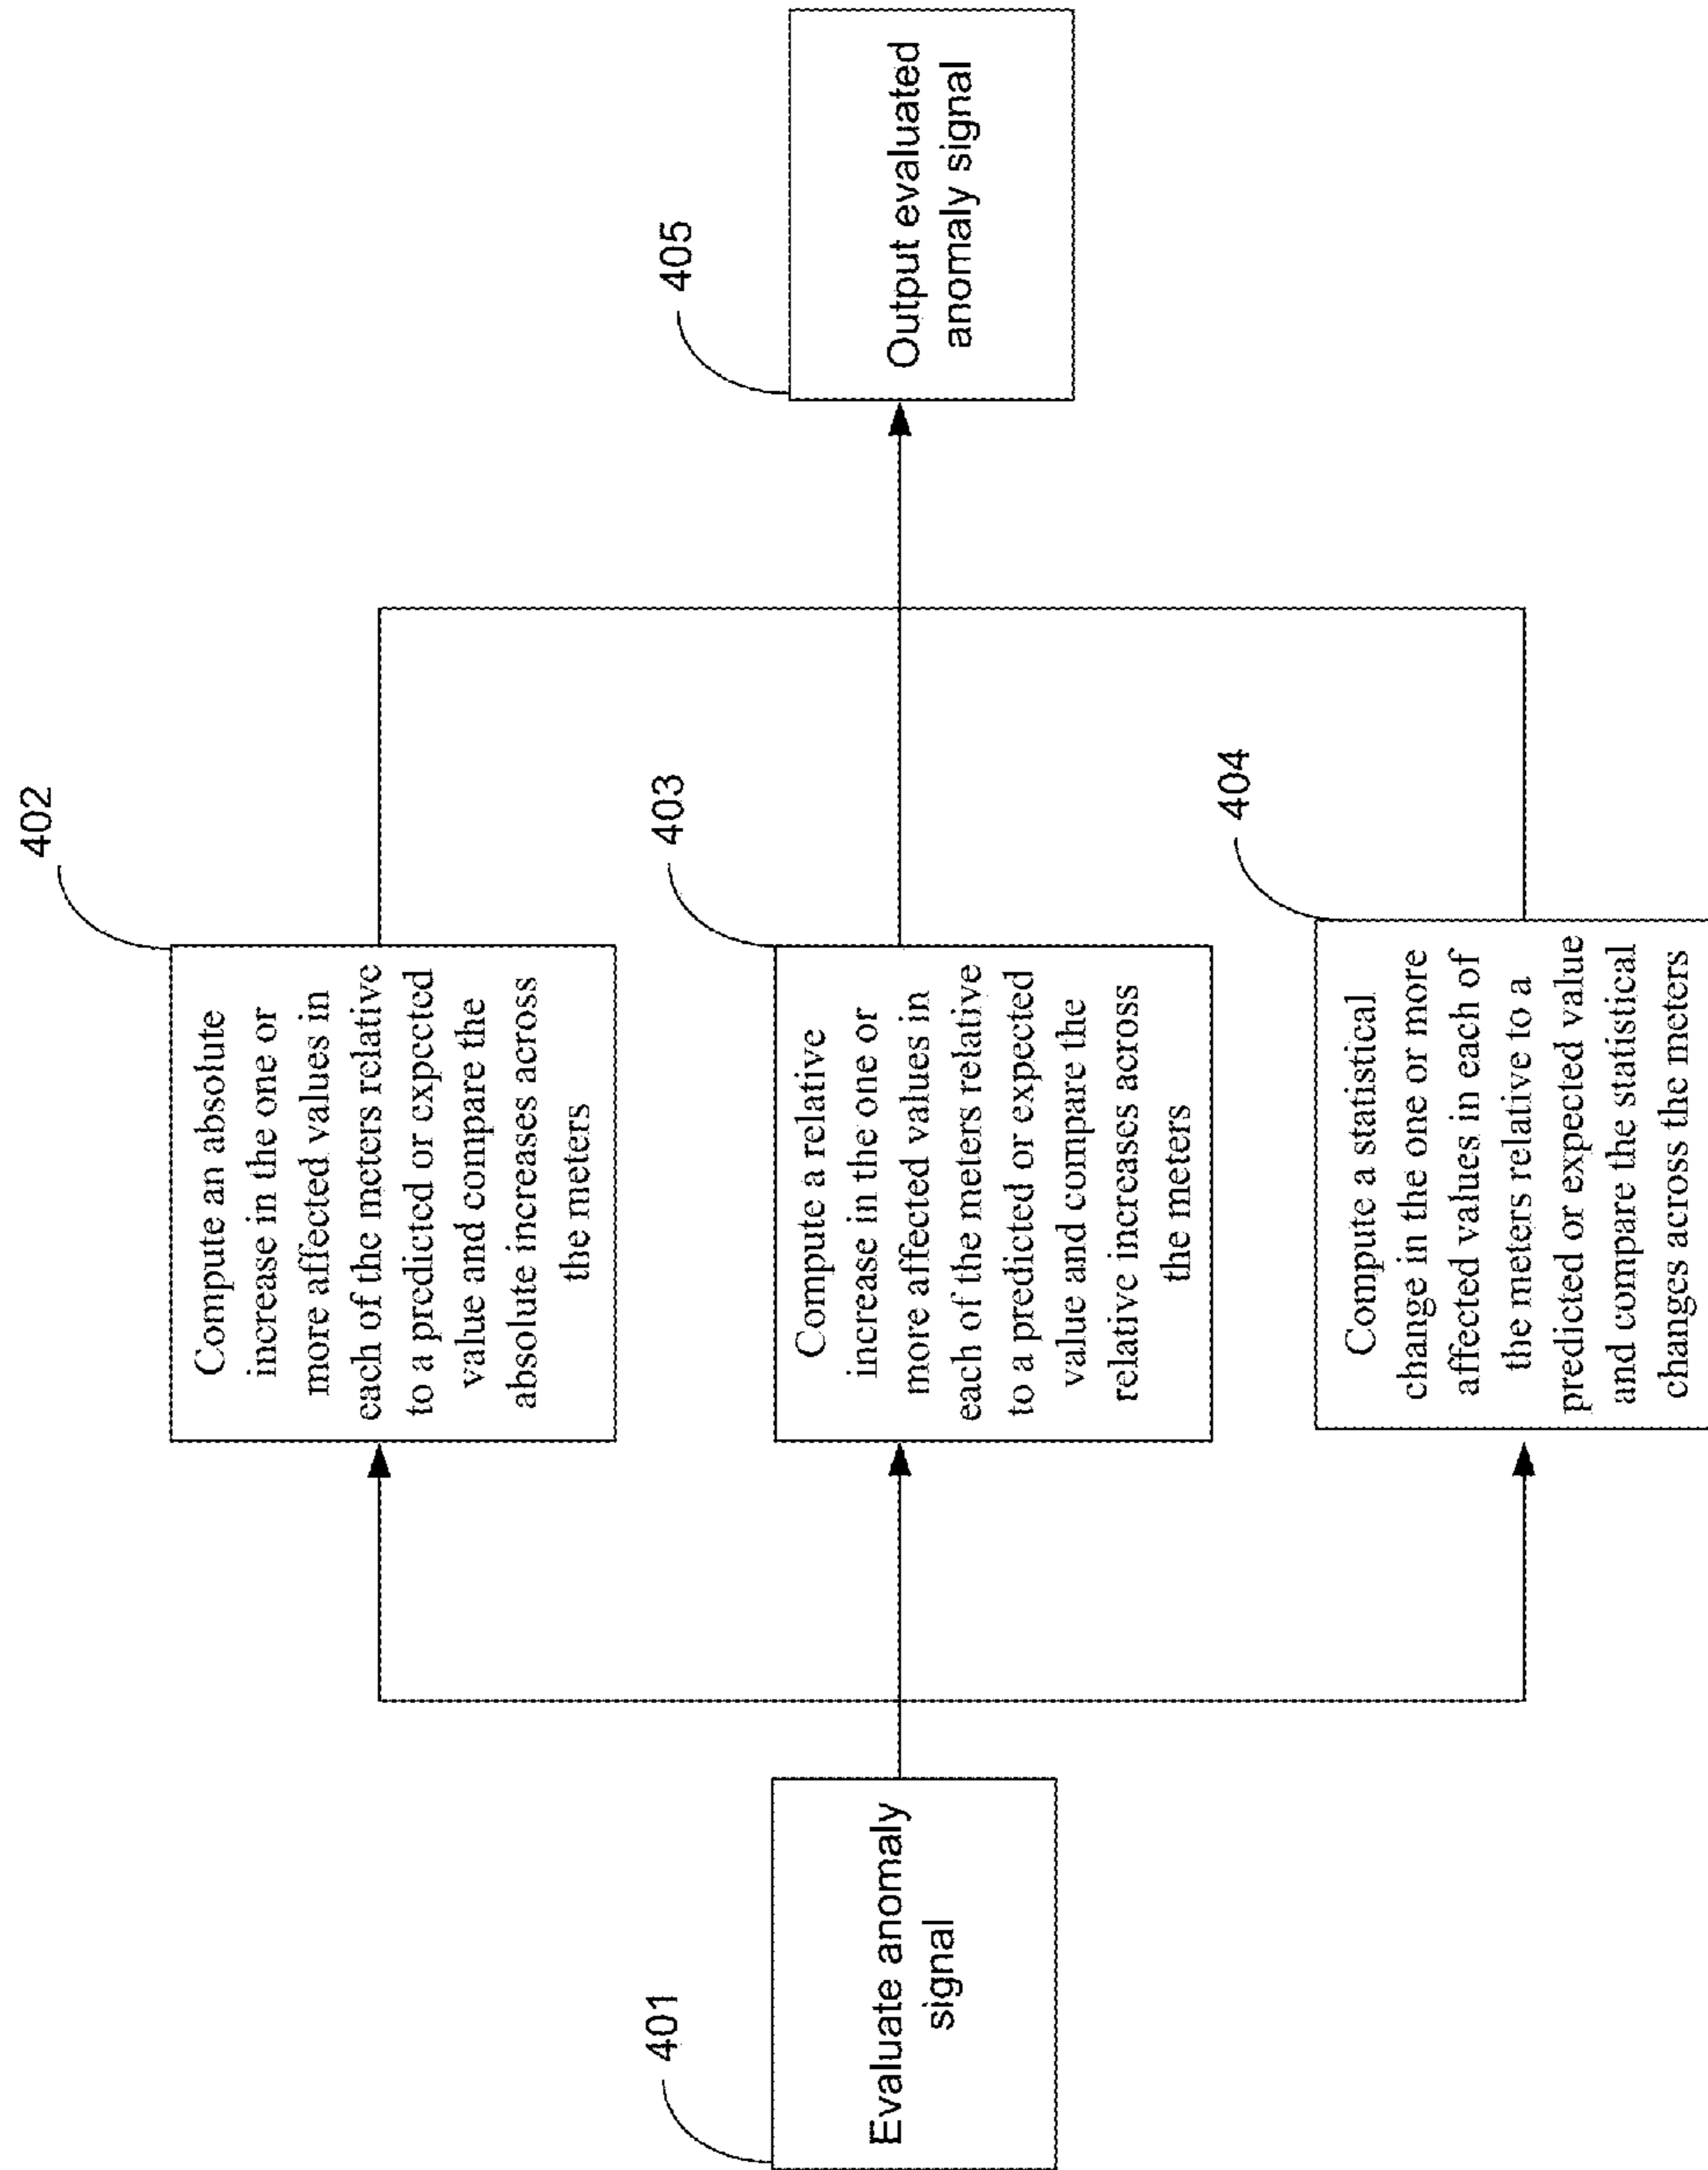 401
Evaluate anomaly
signal
402
Compute an absolute
increase in the one or
more affected values in
each of the meters relative
to a predicted or expected
value and compare the
absolute increases across
the meters
403
Compute a relative
increase in the one or
more affected values in
each of the meters relative
to a predicted or expected
value and compare the
relative increases across
the meters
404
Compute a statistical
change in the one or more
affected values in each of
the meters relative to a
predicted or expected value
and compare the statistical
changes across the meters
405
Output evaluated
anomaly signal